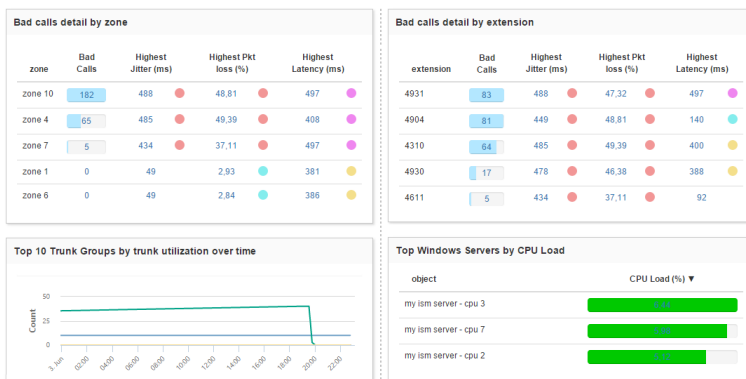 Bad calls detail by zone
zone Bad Calls Highest Jitter (ms) Highest Pkt loss (%) Highest Latency (ms)
zone 10 182 488 48,81 497
zone 4 65 485 49,39 408
zone 7 5 434 37,11 497
zone 1 0 49 2,93 381
zone 6 0 49 2,84 386
Bad calls detail by extension
extension Bad Calls Highest Jitter (ms) Highest Pkt loss (%) Highest Latency (ms)
4931 83 488 47,32 497
4904 81 449 48,81 140
4310 64 485 49,39 400
4930 17 478 46,38 388
4611 5 434 37,11 92
Top 10 Trunk Groups by trunk utilization over time
Count
50
25
0
3. Jun 02:00 04:00 06:00 08:00 10:00 12:00 14:00 16:00 18:00 20:00 22:00
Top Windows Servers by CPU Load
object CPU Load (%) ▼
my ism server - cpu 3
my ism server - cpu 7
my ism server - cpu 2